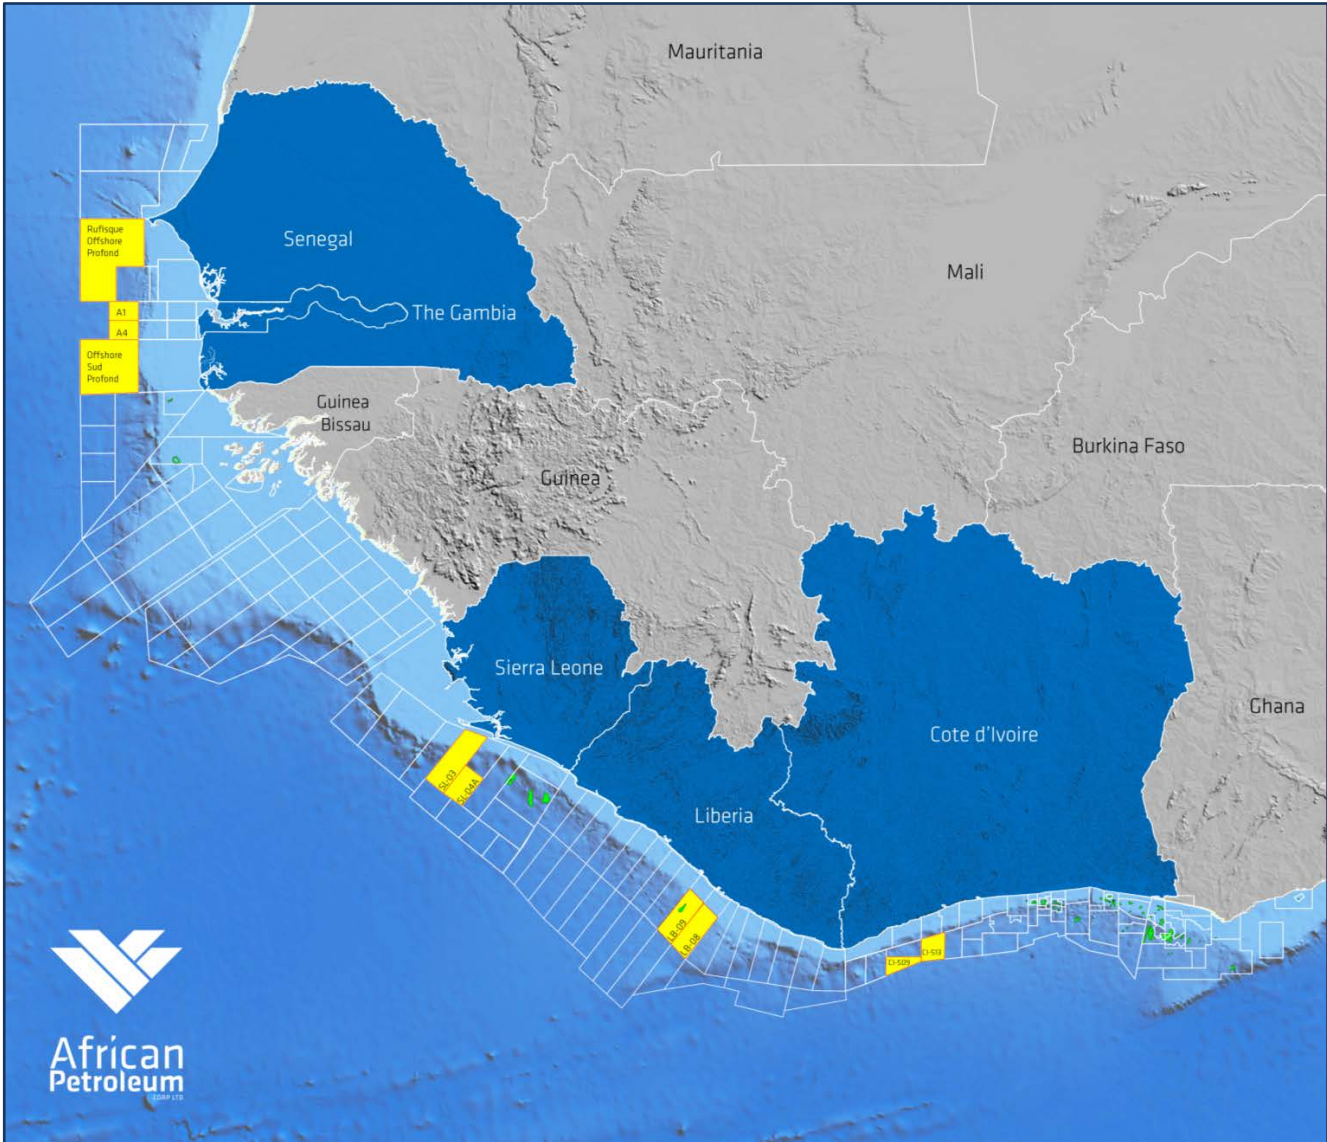 Mauritania
Senegal
Rufisque
Offshore
Profond
Mali
The Gambia
A1
A4
Offshore
Sud
Profond
Guinea
Bissau
Burkina Faso
Guinea
Sierra Leone
Ghana
Cote d'Ivoire
SL-03
SL-04A
Liberia
LB-09
LB-08
CI-509
CI-513
African
Petroleum
CORP LTD